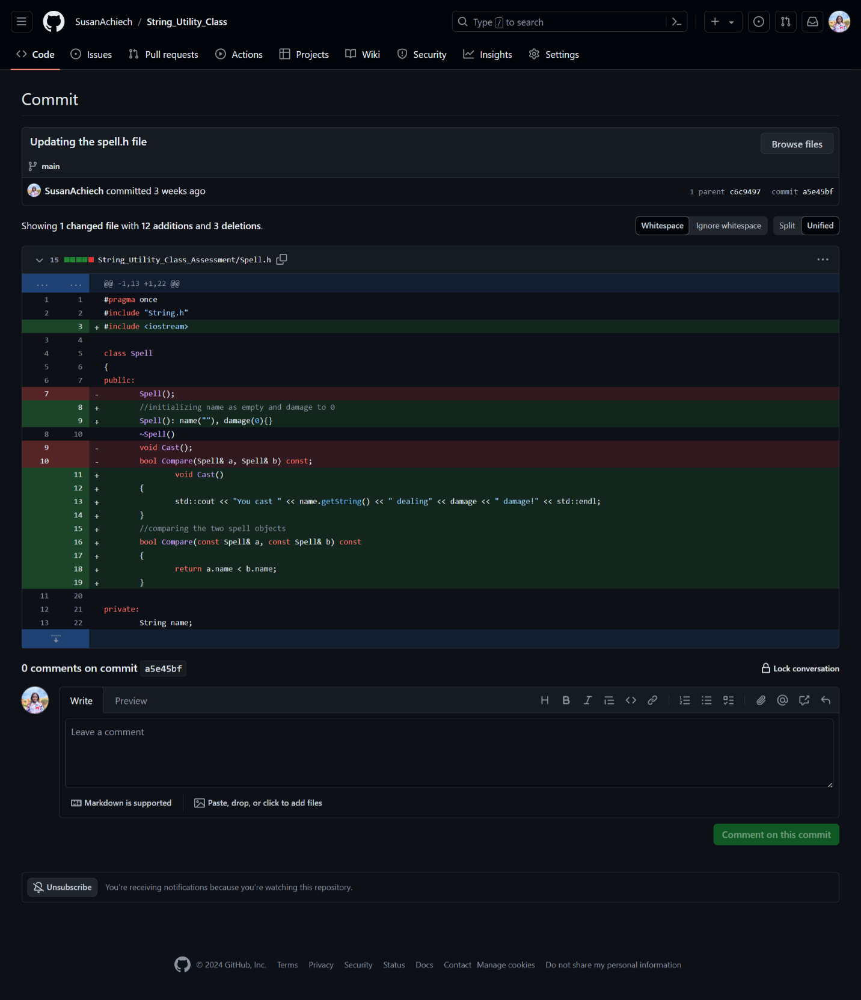 SusanAchiech / String_Utility_Class
Type / to search
Code Issues Pull requests Actions Projects Wiki Security Insights Settings
Commit
Updating the spell.h file
Browse files
main
SusanAchiech committed 3 weeks ago
1 parent c6c9497 commit a5e45bf
Showing 1 changed file with 12 additions and 3 deletions.
Whitespace Ignore whitespace Split Unified
15 String_Utility_Class_Assessment/Spell.h
... ... @@ -1,13 +1,22 @@
1 1 #pragma once
2 2 #include "String.h"
3 + #include <iostream>
3 4
4 5 class Spell
5 6 {
6 7 public:
7 - Spell();
8 + //initializing name as empty and damage to 0
9 + Spell(): name(""), damage(0){}
8 10 ~Spell()
9 - void Cast();
10 - bool Compare(Spell& a, Spell& b) const;
11 + void Cast()
12 + {
13 + std::cout << "You cast " << name.getString() << " dealing" << damage << " damage!" << std::endl;
14 + }
15 + //comparing the two spell objects
16 + bool Compare(const Spell& a, const Spell& b) const
17 + {
18 + return a.name < b.name;
19 + }
11 20
12 21 private:
13 22 String name;
0 comments on commit a5e45bf
Lock conversation
Write Preview
Leave a comment
Markdown is supported
Paste, drop, or click to add files
Comment on this commit
Unsubscribe You're receiving notifications because you're watching this repository.
© 2024 GitHub, Inc. Terms Privacy Security Status Docs Contact Manage cookies Do not share my personal information